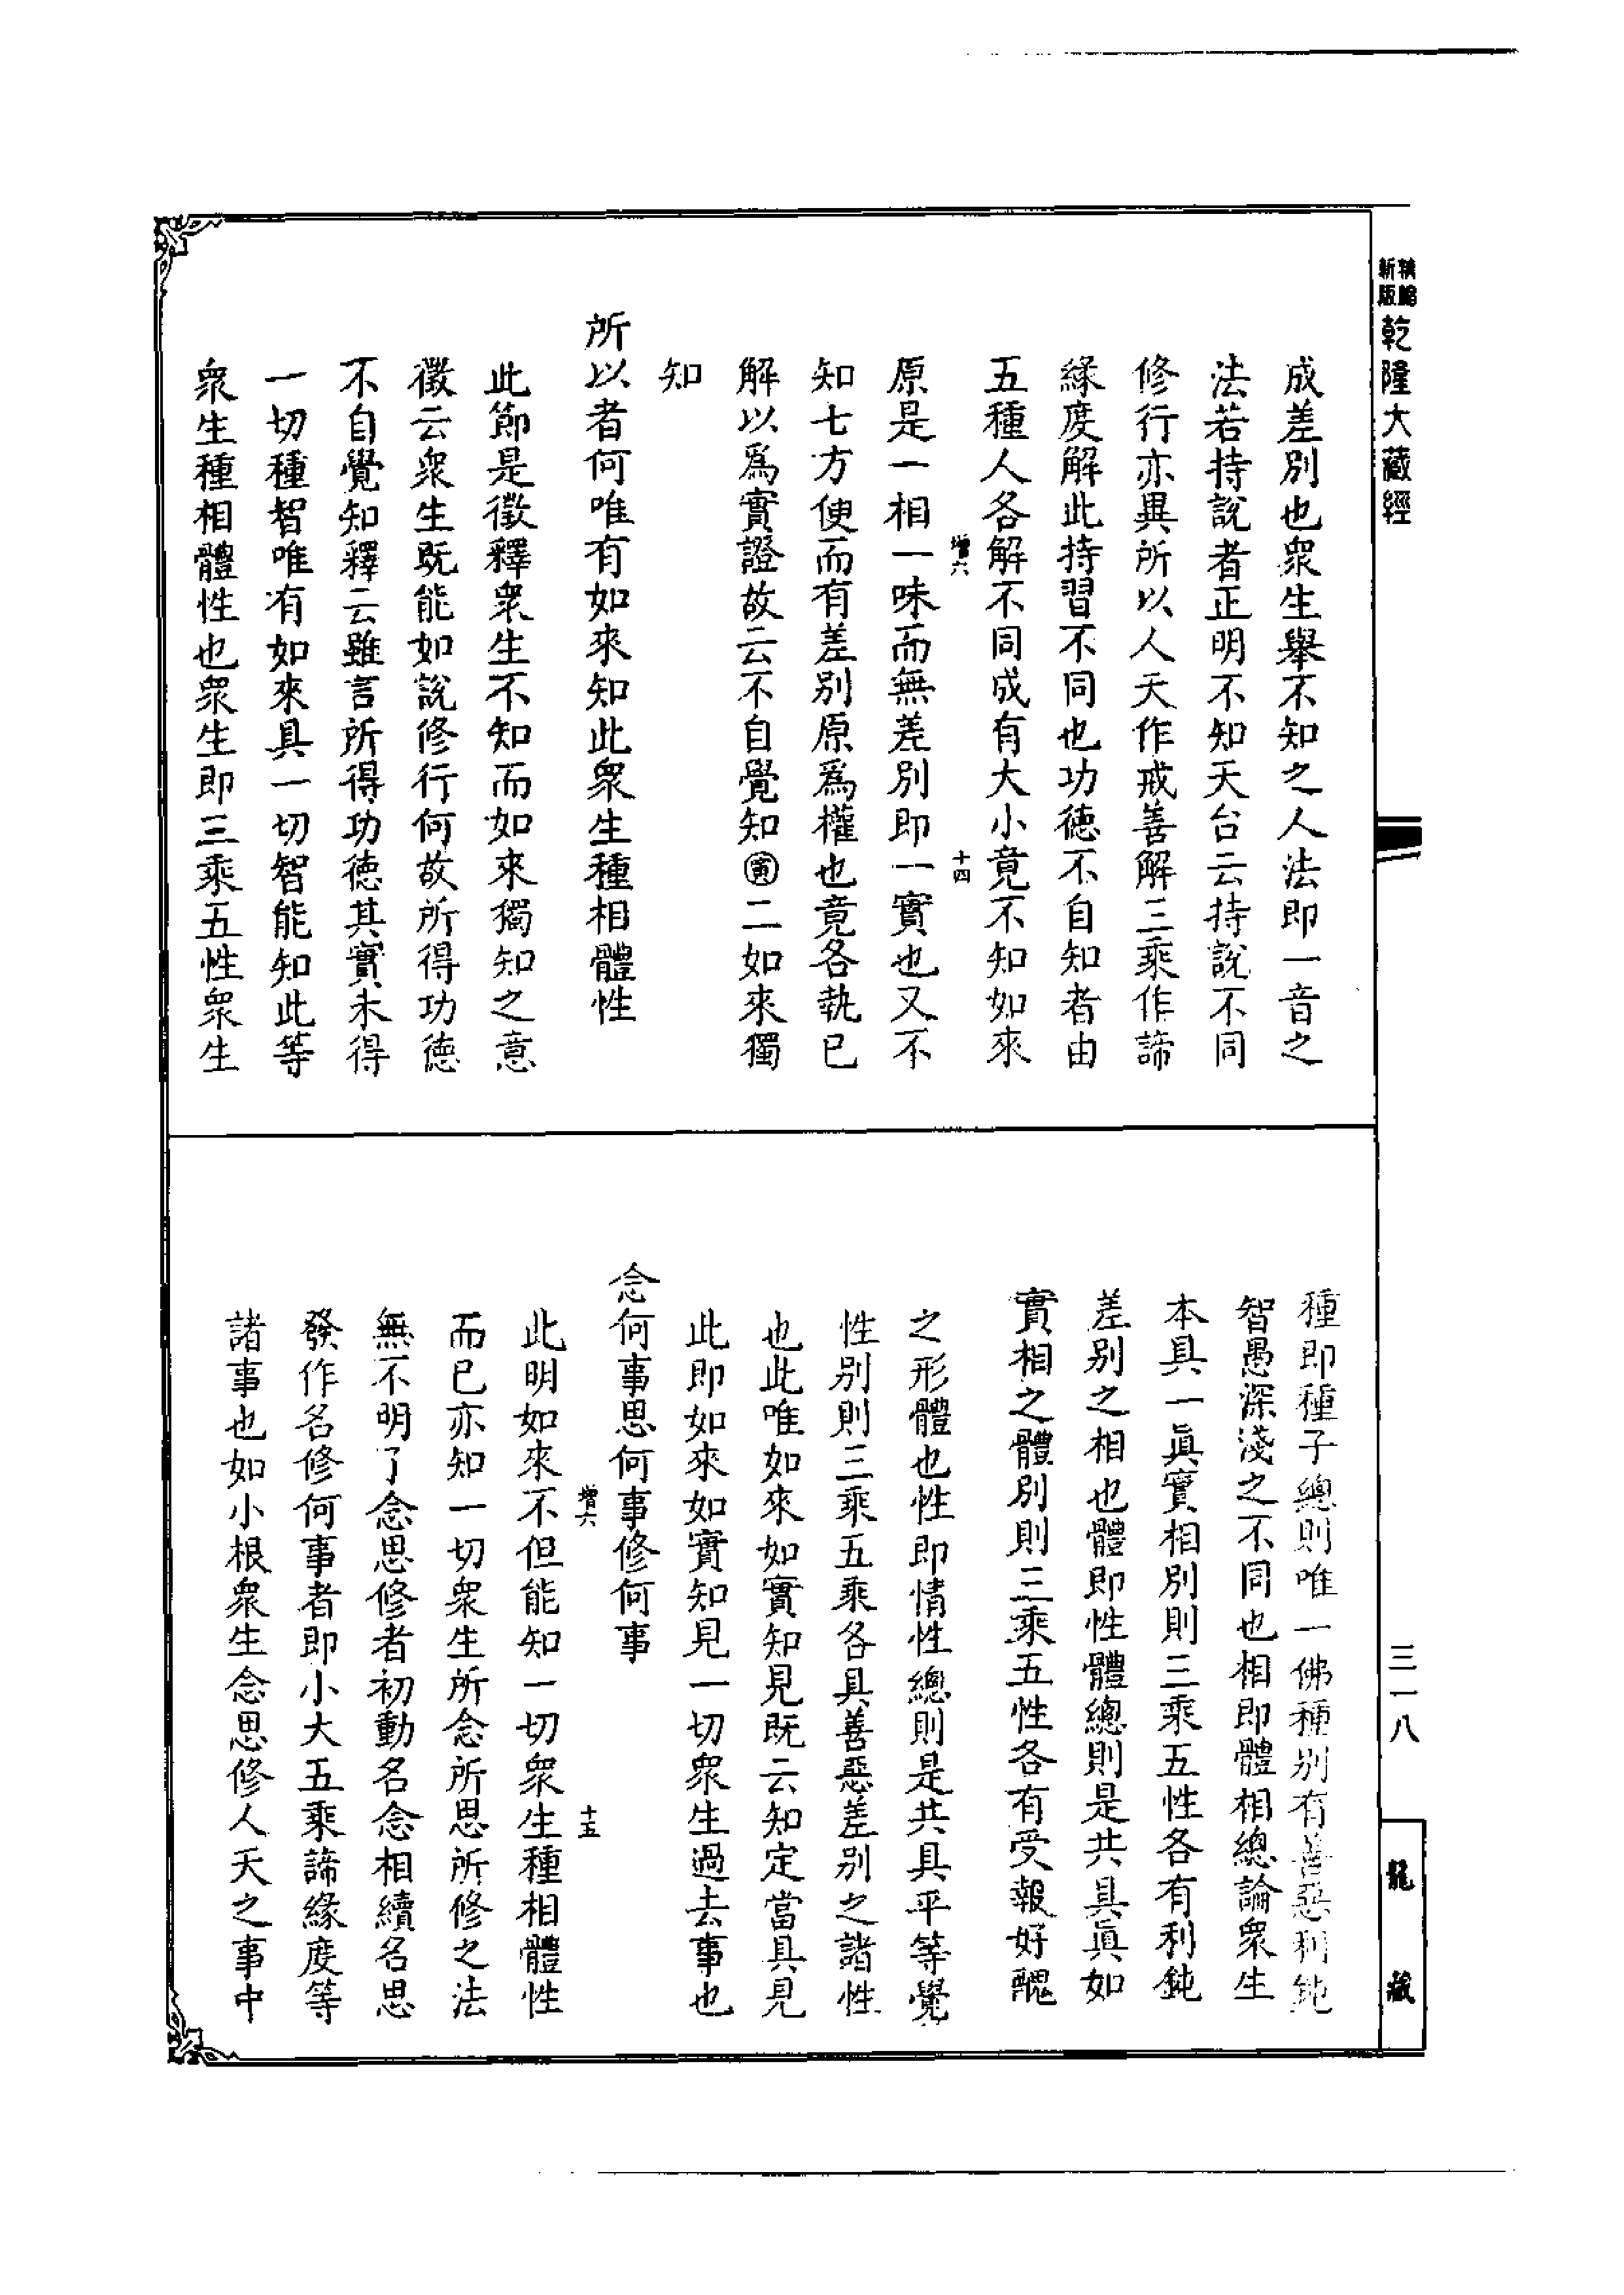 精繪
新版
乾隆大藏經
成差別也衆生舉不知之人法即一音之
法若持說者正明不知天台云持說不同
修行亦異所以人天作戒善解三乘作諦
緣度解此持習不同也功德不自知者由
五種人各解不同成有大小竟不知如來
增六
十四
原是一相一味而無差別即一實也又不
知七方便而有差別原爲權也竟各執已
解以爲實證故云不自覺知㊞寅二如來獨
知
所以者何唯有如來知此衆生種相體性
此節是徵釋衆生不知而如來獨知之意
徵云衆生既能如說修行何故所得功德
不自覺知釋云雖言所得功德其實未得
一切種智唯有如來具一切智能知此等
衆生種相體性也衆生即三乘五性衆生
三一八
龍藏
種即種子總則唯一佛種別有善惡利鈍
智愚深淺之不同也相即體相總論衆生
本具一眞實相別則三乘五性各有利鈍
差別之相也體即性體總則是共具眞如
實相之體別則三乘五性各有受報好醜
之形體也性即情性總則是共具平等覺
性別則三乘五乘各具善惡差別之諸性
也此唯如來如實知見既云知定當具見
此即如來如實知見一切衆生過去事也
念何事思何事修何事
增六
十五
此明如來不但能知一切衆生種相體性
而已亦知一切衆生所念所思所修之法
無不明了念思修者初動名念相續名思
發作名修何事者即小大五乘諦緣度等
諸事也如小根衆生念思修人天之事中